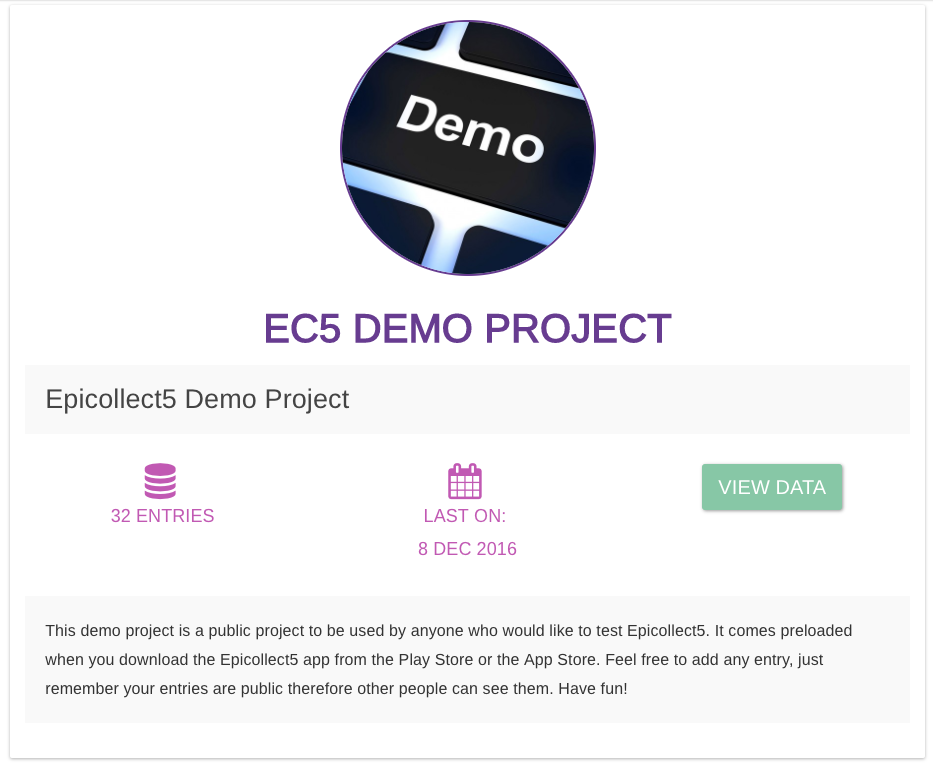 Demo
EC5 DEMO PROJECT
Epicollect5 Demo Project
32 ENTRIES
LAST ON:
8 DEC 2016
VIEW DATA
This demo project is a public project to be used by anyone who would like to test Epicollect5. It comes preloaded
when you download the Epicollect5 app from the Play Store or the App Store. Feel free to add any entry, just
remember your entries are public therefore other people can see them. Have fun!